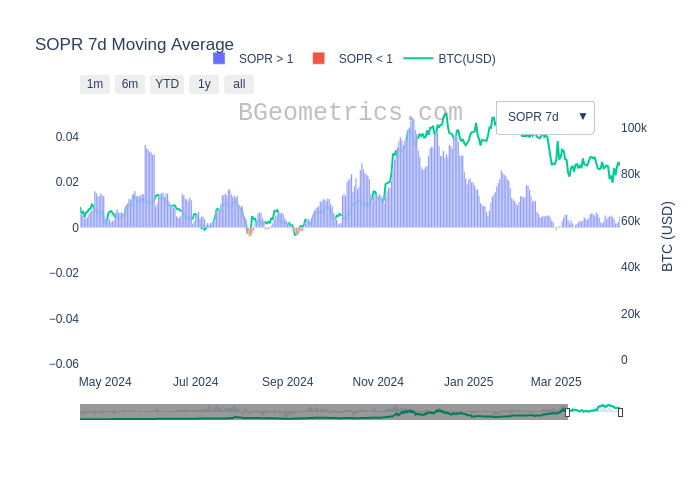 SOPR 7d Moving Average
SOPR > 1 SOPR < 1 BTC(USD)
1m 6m YTD 1y all
BGeometrics.com
SOPR 7d ▼
0.04
0.02
0
−0.02
−0.04
−0.06
100k
80k
60k
40k
20k
0
BTC (USD)
May 2024 Jul 2024 Sep 2024 Nov 2024 Jan 2025 Mar 2025